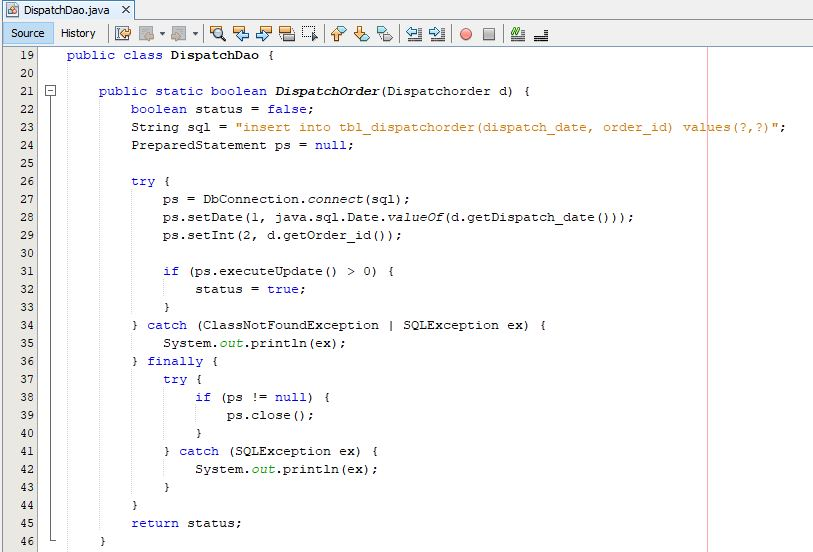 DispatchDao.java
Source History
19 public class DispatchDao {
20
21 public static boolean DispatchOrder(Dispatchorder d) {
22 boolean status = false;
23 String sql = "insert into tbl_dispatchorder(dispatch_date, order_id) values(?,?)";
24 PreparedStatement ps = null;
25
26 try {
27 ps = DbConnection.connect(sql);
28 ps.setDate(1, java.sql.Date.valueOf(d.getDispatch_date()));
29 ps.setInt(2, d.getOrder_id());
30
31 if (ps.executeUpdate() > 0) {
32 status = true;
33 }
34 } catch (ClassNotFoundException | SQLException ex) {
35 System.out.println(ex);
36 } finally {
37 try {
38 if (ps != null) {
39 ps.close();
40 }
41 } catch (SQLException ex) {
42 System.out.println(ex);
43 }
44 }
45 return status;
46 }